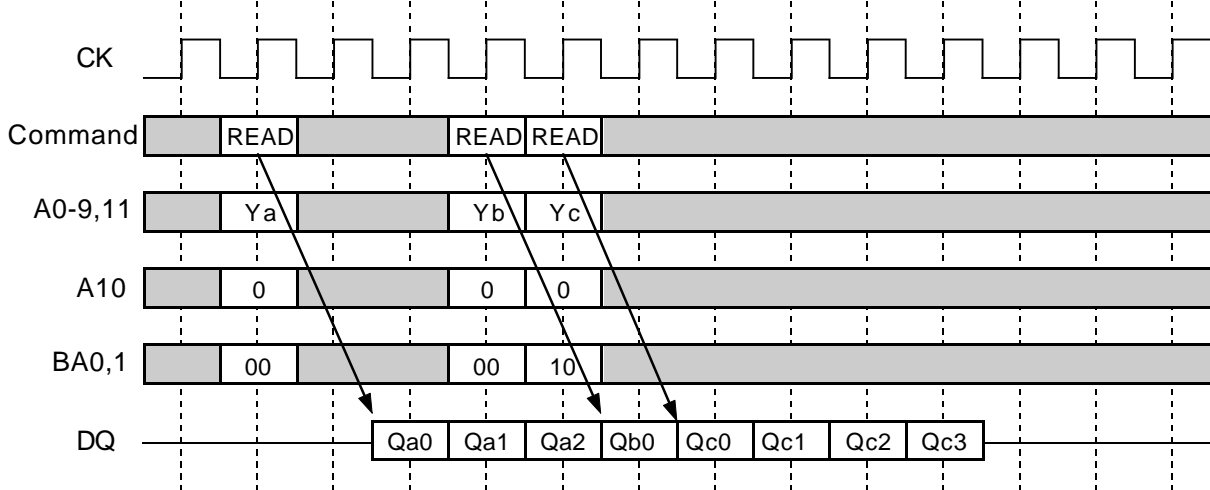 CK
Command READ READ READ
A0-9,11 Ya Yb Yc
A10 0 0 0
BA0,1 00 00 10
DQ Qa0 Qa1 Qa2 Qb0 Qc0 Qc1 Qc2 Qc3